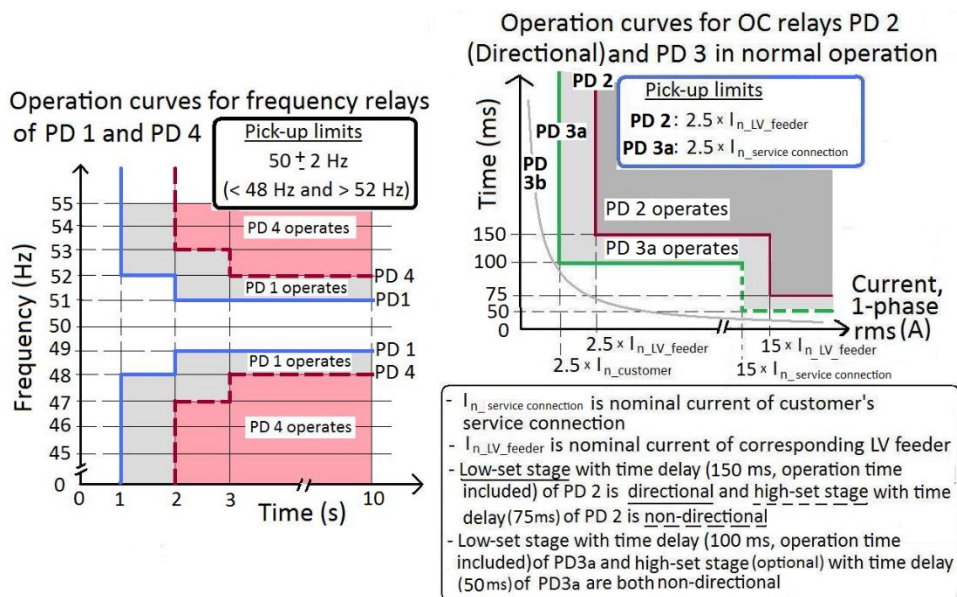 Operation curves for frequency relays
of PD 1 and PD 4
Pick-up limits
50 ± 2 Hz
(< 48 Hz and > 52 Hz)
Frequency (Hz)
55
54
53
52
51
50
49
48
47
46
45
0
PD 4 operates
PD 4
PD 1 operates
PD1
PD 1
PD 1 operates
PD 4
PD 4 operates
0 1 2 3 10
Time (s)
Operation curves for OC relays PD 2
(Directional) and PD 3 in normal operation
Time (ms)
PD 2
PD 3a
PD
3b
Pick-up limits
PD 2: 2.5 × I n_LV_feeder
PD 3a: 2.5 × I n_service connection
PD 2 operates
PD 3a operates
150
100
75
50
0
Current,
1-phase
rms (A)
2.5 × I n_LV_feeder
15 × I n_LV_feeder
2.5 × I n_customer
15 × I n_service connection
- I n_ service connection is nominal current of customer's
service connection
- I n_LV_feeder is nominal current of corresponding LV feeder
- Low-set stage with time delay (150 ms, operation time
included) of PD 2 is directional and high-set stage with time
delay (75ms) of PD 2 is non-directional
- Low-set stage with time delay (100 ms, operation time
included) of PD3a and high-set stage (optional) with time delay
(50ms) of PD3a are both non-directional